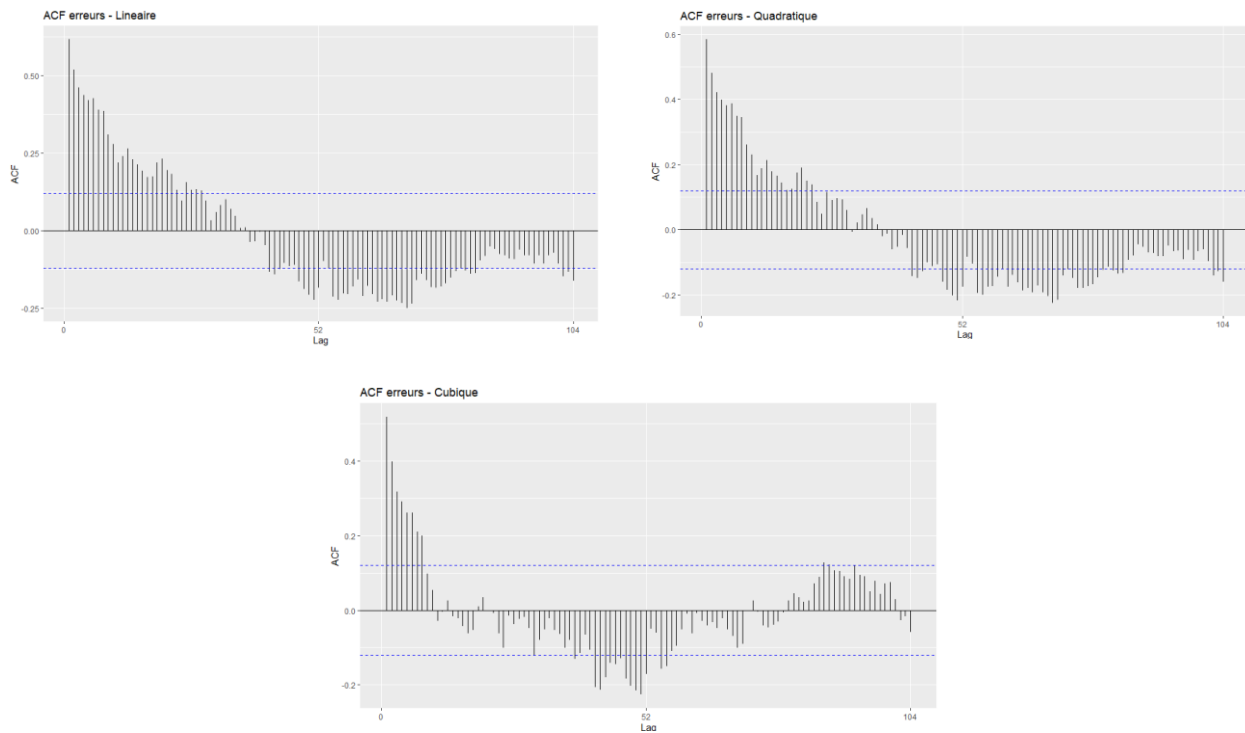 ACF erreurs - Lineaire
0.50
0.25
0.00
-0.25
ACF
0
52
104
Lag
ACF erreurs - Quadratique
0.6
0.4
0.2
0.0
-0.2
ACF
0
52
104
Lag
ACF erreurs - Cubique
0.4
0.2
0.0
-0.2
ACF
0
52
104
Lag